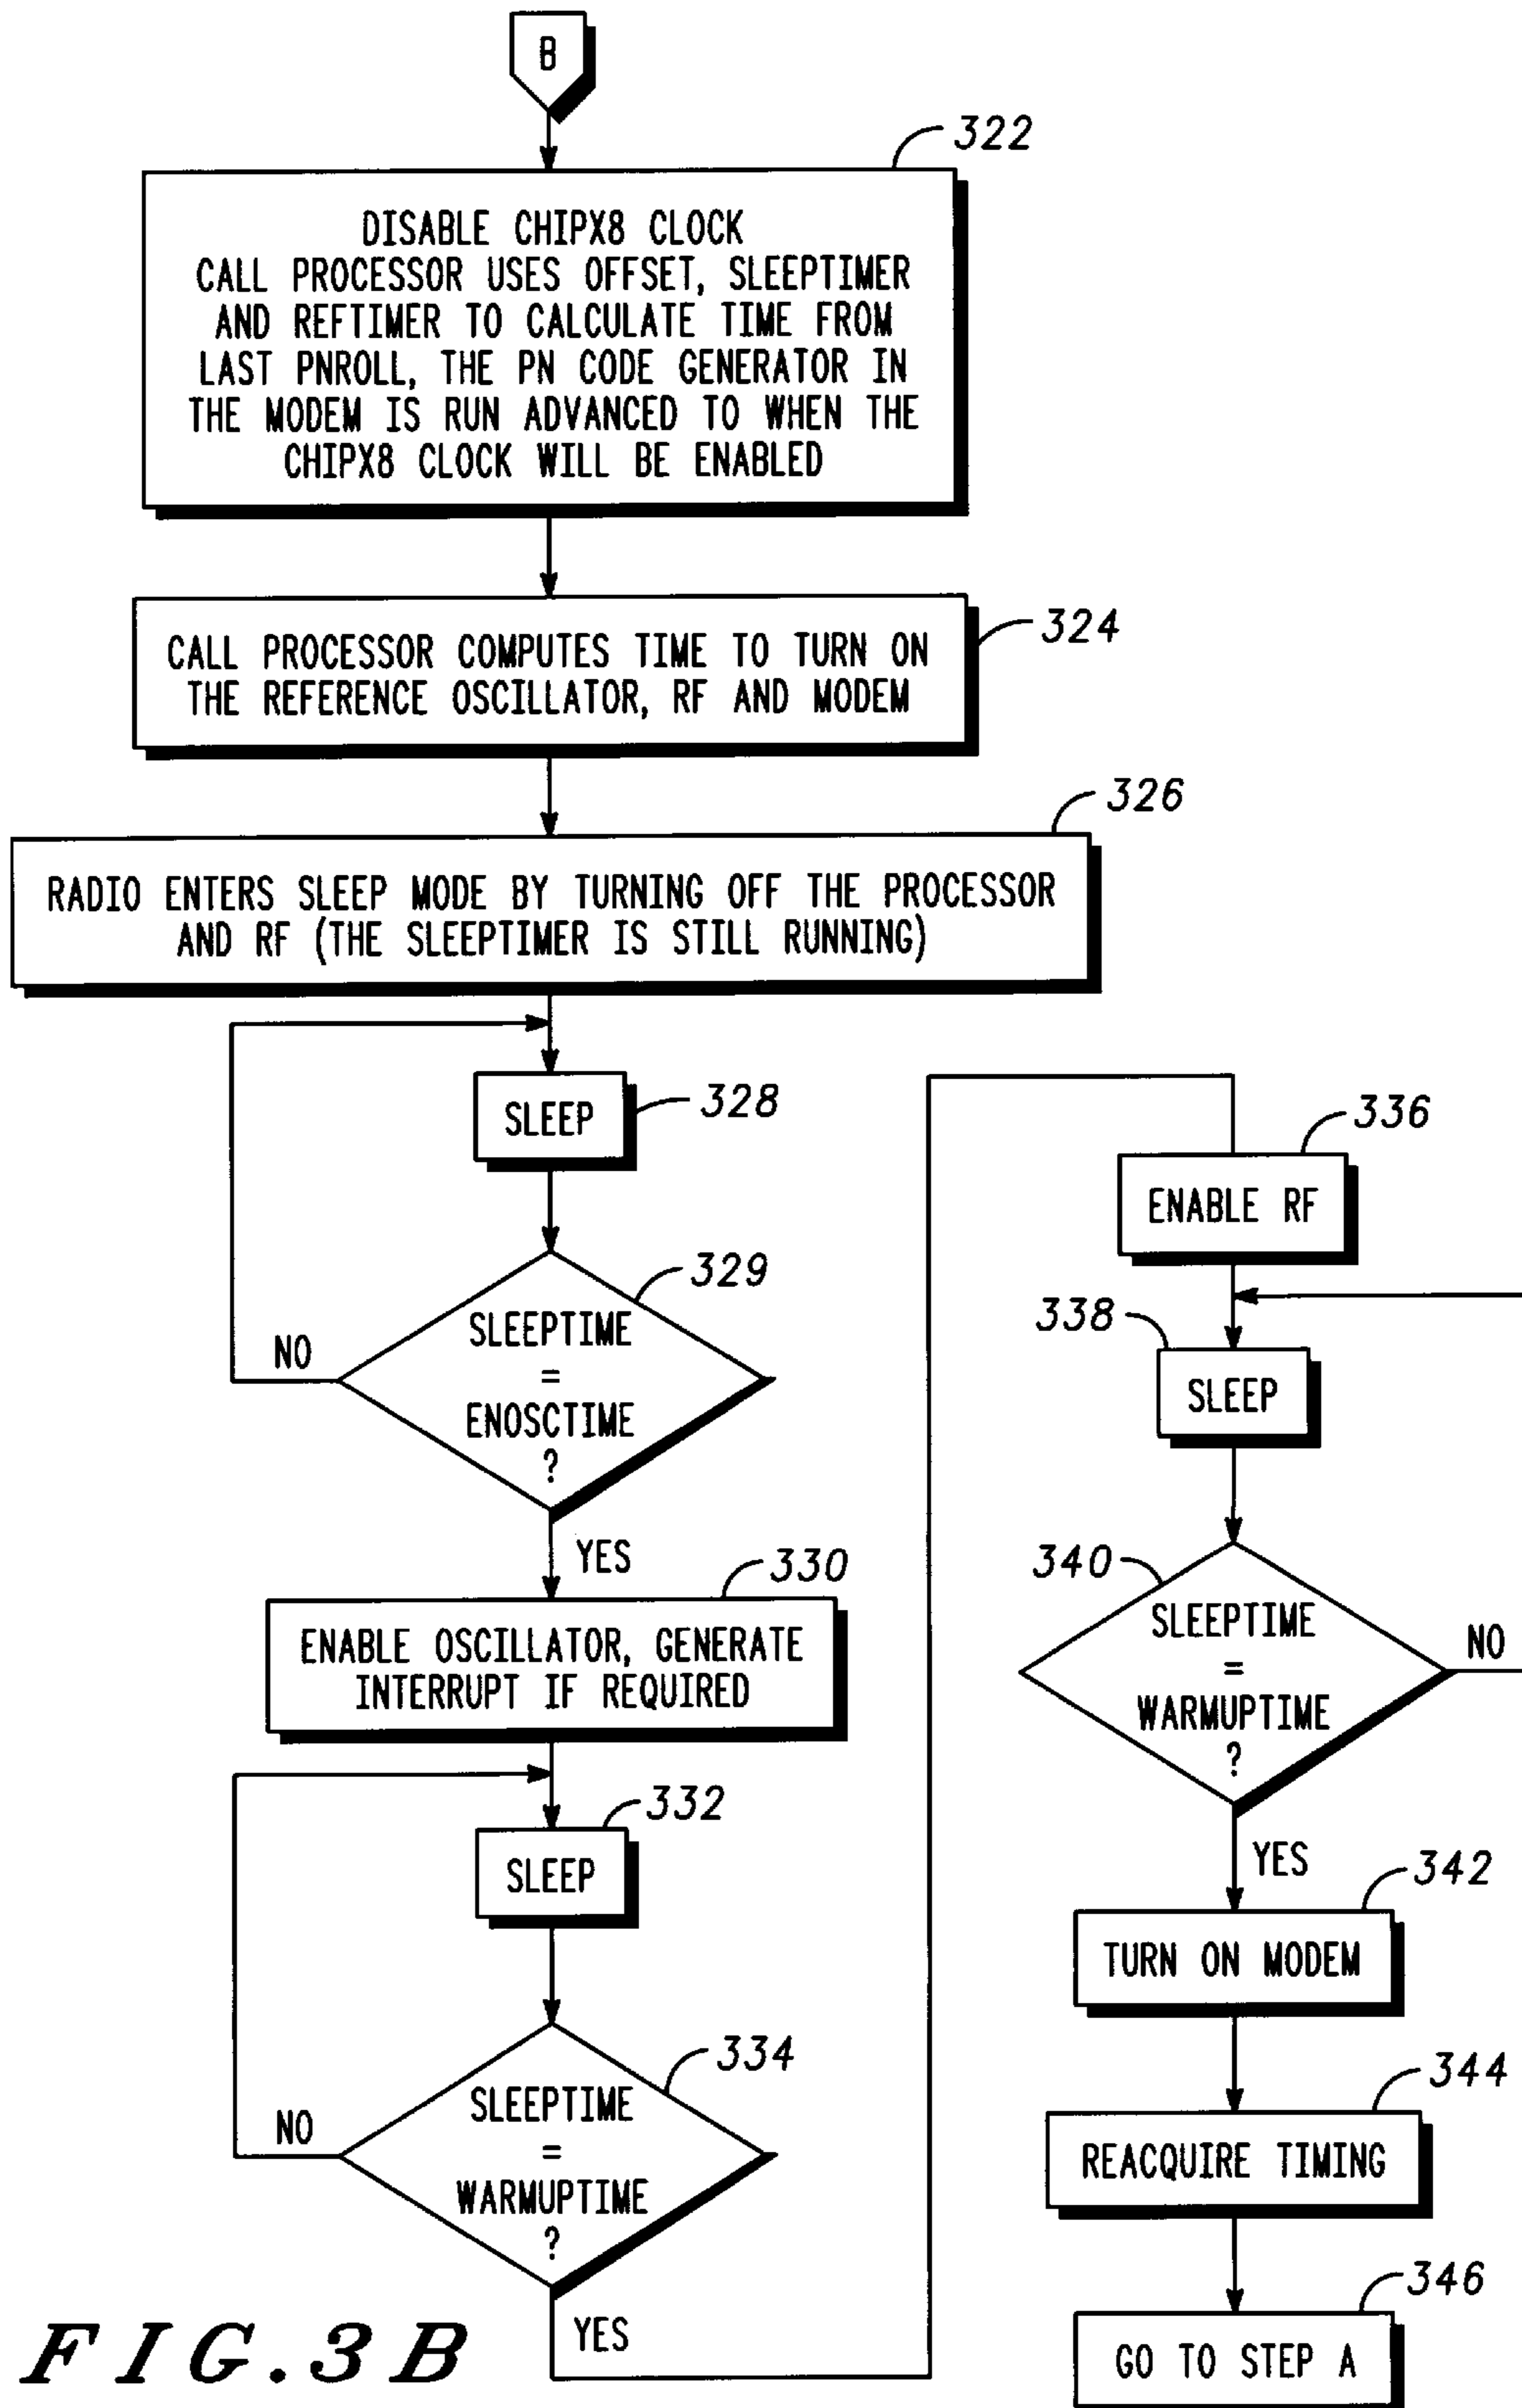 B
322
DISABLE CHIPX8 CLOCK
CALL PROCESSOR USES OFFSET, SLEEPTIMER
AND REFTIMER TO CALCULATE TIME FROM
LAST PNROLL, THE PN CODE GENERATOR IN
THE MODEM IS RUN ADVANCED TO WHEN THE
CHIPX8 CLOCK WILL BE ENABLED
324
CALL PROCESSOR COMPUTES TIME TO TURN ON
THE REFERENCE OSCILLATOR, RF AND MODEM
326
RADIO ENTERS SLEEP MODE BY TURNING OFF THE PROCESSOR
AND RF (THE SLEEPTIMER IS STILL RUNNING)
SLEEP
328
329
SLEEPTIME
=
ENOSCTIME
?
NO
YES
330
ENABLE OSCILLATOR, GENERATE
INTERRUPT IF REQUIRED
332
SLEEP
334
SLEEPTIME
=
WARMUPTIME
?
NO
YES
336
ENABLE RF
338
SLEEP
340
SLEEPTIME
=
WARMUPTIME
?
NO
YES
342
TURN ON MODEM
344
REACQUIRE TIMING
346
GO TO STEP A
FIG.3B